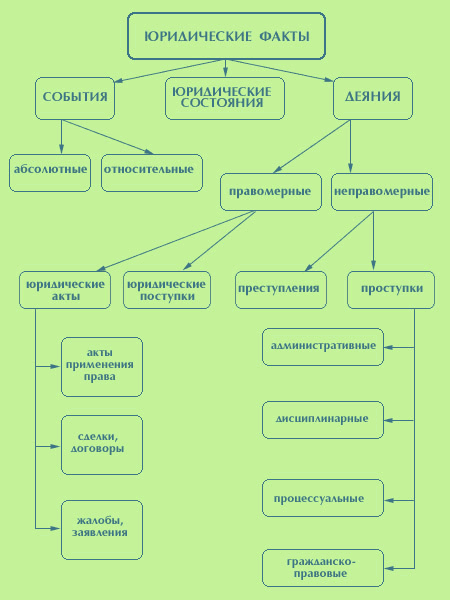 ЮРИДИЧЕСКИЕ ФАКТЫ
СОБЫТИЯ
ЮРИДИЧЕСКИЕ
СОСТОЯНИЯ
ДЕЯНИЯ
абсолютные
относительные
правомерные
неправомерные
юридические
акты
юридические
поступки
преступления
проступки
акты
применения
права
сделки,
договоры
жалобы,
заявления
административные
дисциплинарные
процессуальные
гражданско-
правовые